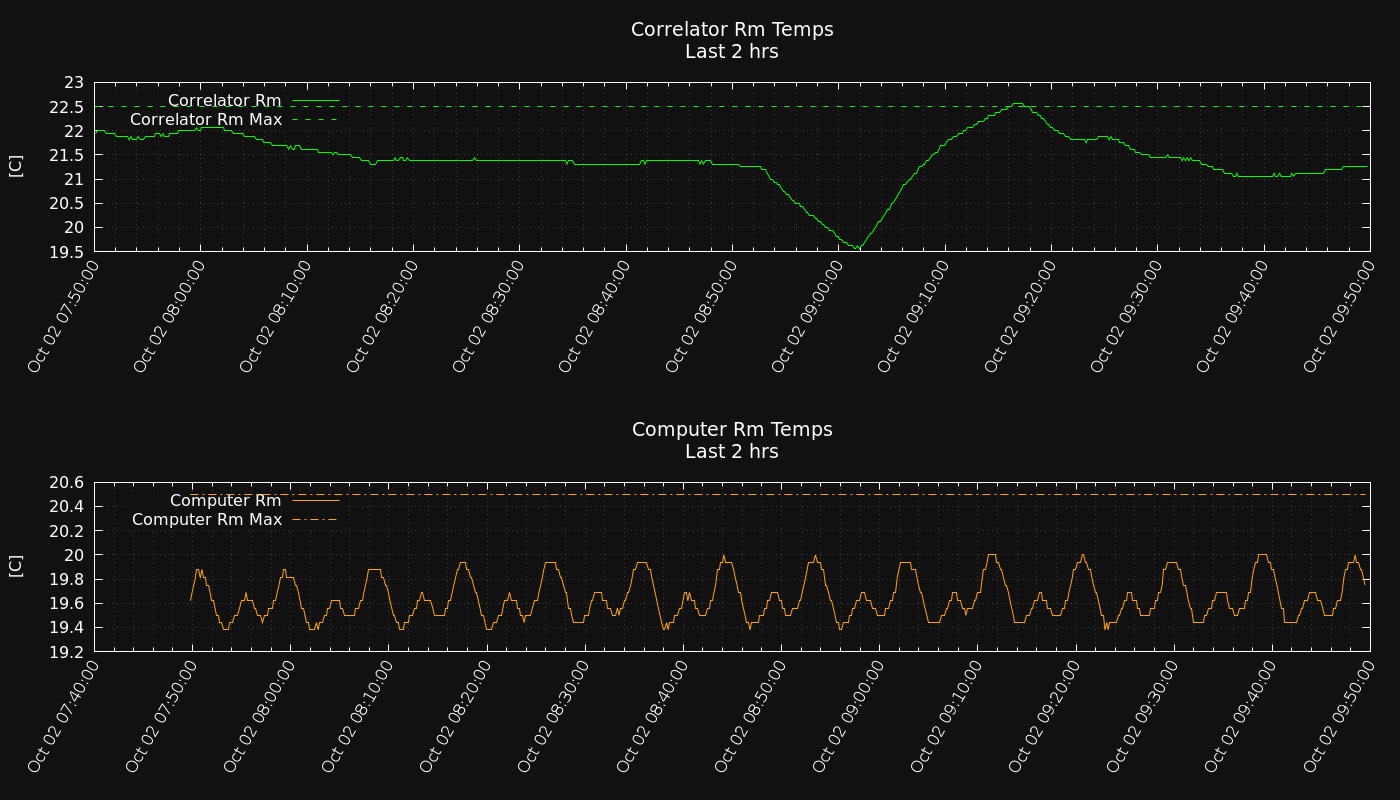 Correlator Rm Temps
Last 2 hrs
23
22.5
22
21.5
21
20.5
20
19.5
[C]
Correlator Rm
Correlator Rm Max
Oct 02 07:50:00
Oct 02 08:00:00
Oct 02 08:10:00
Oct 02 08:20:00
Oct 02 08:30:00
Oct 02 08:40:00
Oct 02 08:50:00
Oct 02 09:00:00
Oct 02 09:10:00
Oct 02 09:20:00
Oct 02 09:30:00
Oct 02 09:40:00
Oct 02 09:50:00
Computer Rm Temps
Last 2 hrs
20.6
20.4
20.2
20
19.8
19.6
19.4
19.2
[C]
Computer Rm
Computer Rm Max
Oct 02 07:40:00
Oct 02 07:50:00
Oct 02 08:00:00
Oct 02 08:10:00
Oct 02 08:20:00
Oct 02 08:30:00
Oct 02 08:40:00
Oct 02 08:50:00
Oct 02 09:00:00
Oct 02 09:10:00
Oct 02 09:20:00
Oct 02 09:30:00
Oct 02 09:40:00
Oct 02 09:50:00